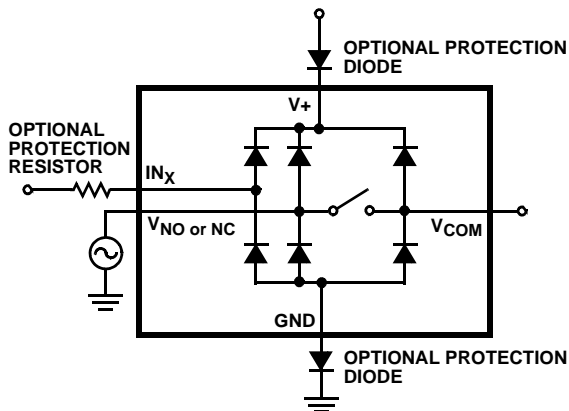 OPTIONAL PROTECTION
DIODE
V+
OPTIONAL
PROTECTION
RESISTOR
INX
VNO or NC
VCOM
GND
OPTIONAL PROTECTION
DIODE